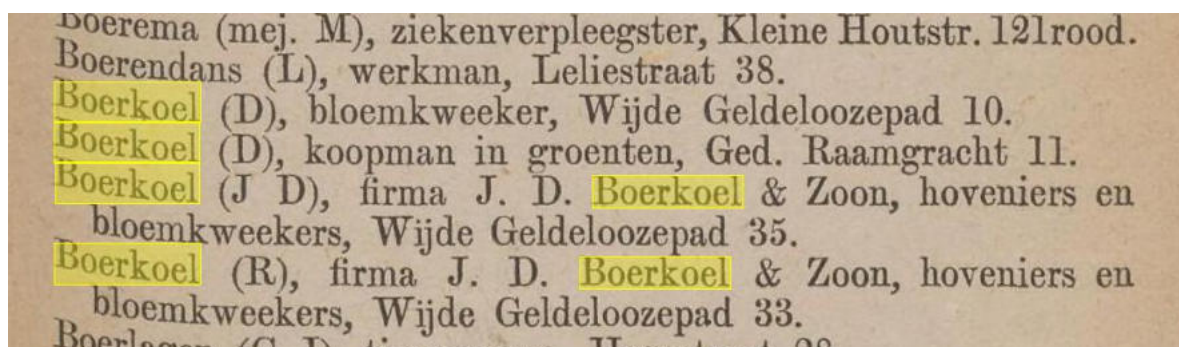 Boerema (mej. M), ziekenverpleegster, Kleine Houtstr. 121rood.
Boerendans (L), werkman, Leliestraat 38.
Boerkoel (D), bloemkweeker, Wijde Geldeloozepad 10.
Boerkoel (D), koopman in groenten, Ged. Raamgracht 11.
Boerkoel (J D), firma J. D. Boerkoel & Zoon, hoveniers en
bloemkweekers, Wijde Geldeloozepad 35.
Boerkoel (R), firma J. D. Boerkoel & Zoon, hoveniers en
bloemkweekers, Wijde Geldeloozepad 33.